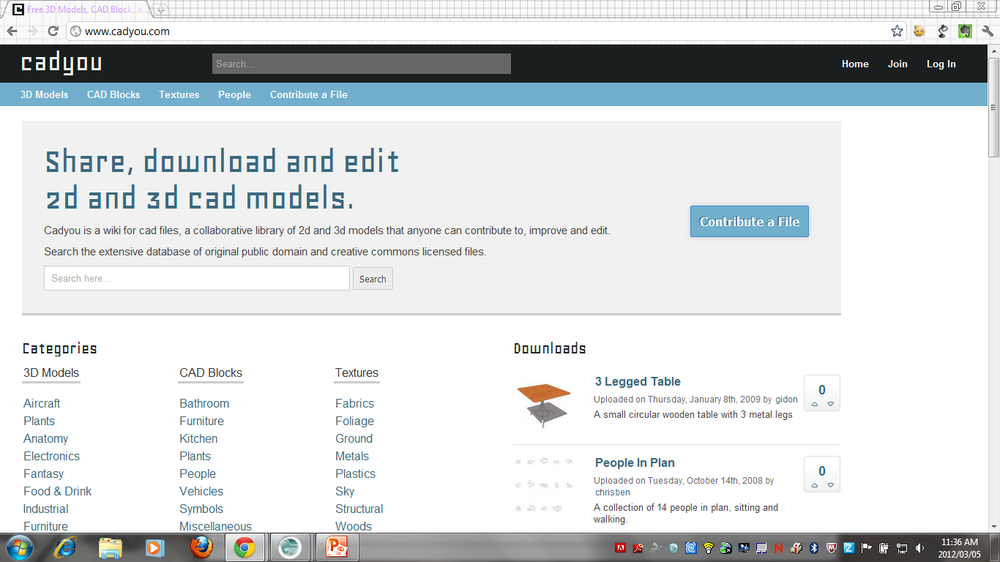 Free 3D Models, CAD Block
www.cadyou.com
cadyou
Search...
Home
Join
Log In
3D Models
CAD Blocks
Textures
People
Contribute a File
Share, download and edit
2d and 3d cad models.
Cadyou is a wiki for cad files, a collaborative library of 2d and 3d models that anyone can contribute to, improve and edit.
Search the extensive database of original public domain and creative commons licensed files.
Search here...
Search
Contribute a File
Categories
3D Models
Aircraft
Plants
Anatomy
Electronics
Fantasy
Food & Drink
Industrial
Furniture
CAD Blocks
Bathroom
Furniture
Kitchen
Plants
People
Vehicles
Symbols
Miscellaneous
Textures
Fabrics
Foliage
Ground
Metals
Plastics
Sky
Structural
Woods
Downloads
3 Legged Table
Uploaded on Thursday, January 8th, 2009 by gidon
A small circular wooden table with 3 metal legs
0
People In Plan
Uploaded on Tuesday, October 14th, 2008 by
chrisben
A collection of 14 people in plan, sitting and
walking.
0
11:36 AM
2012/03/05